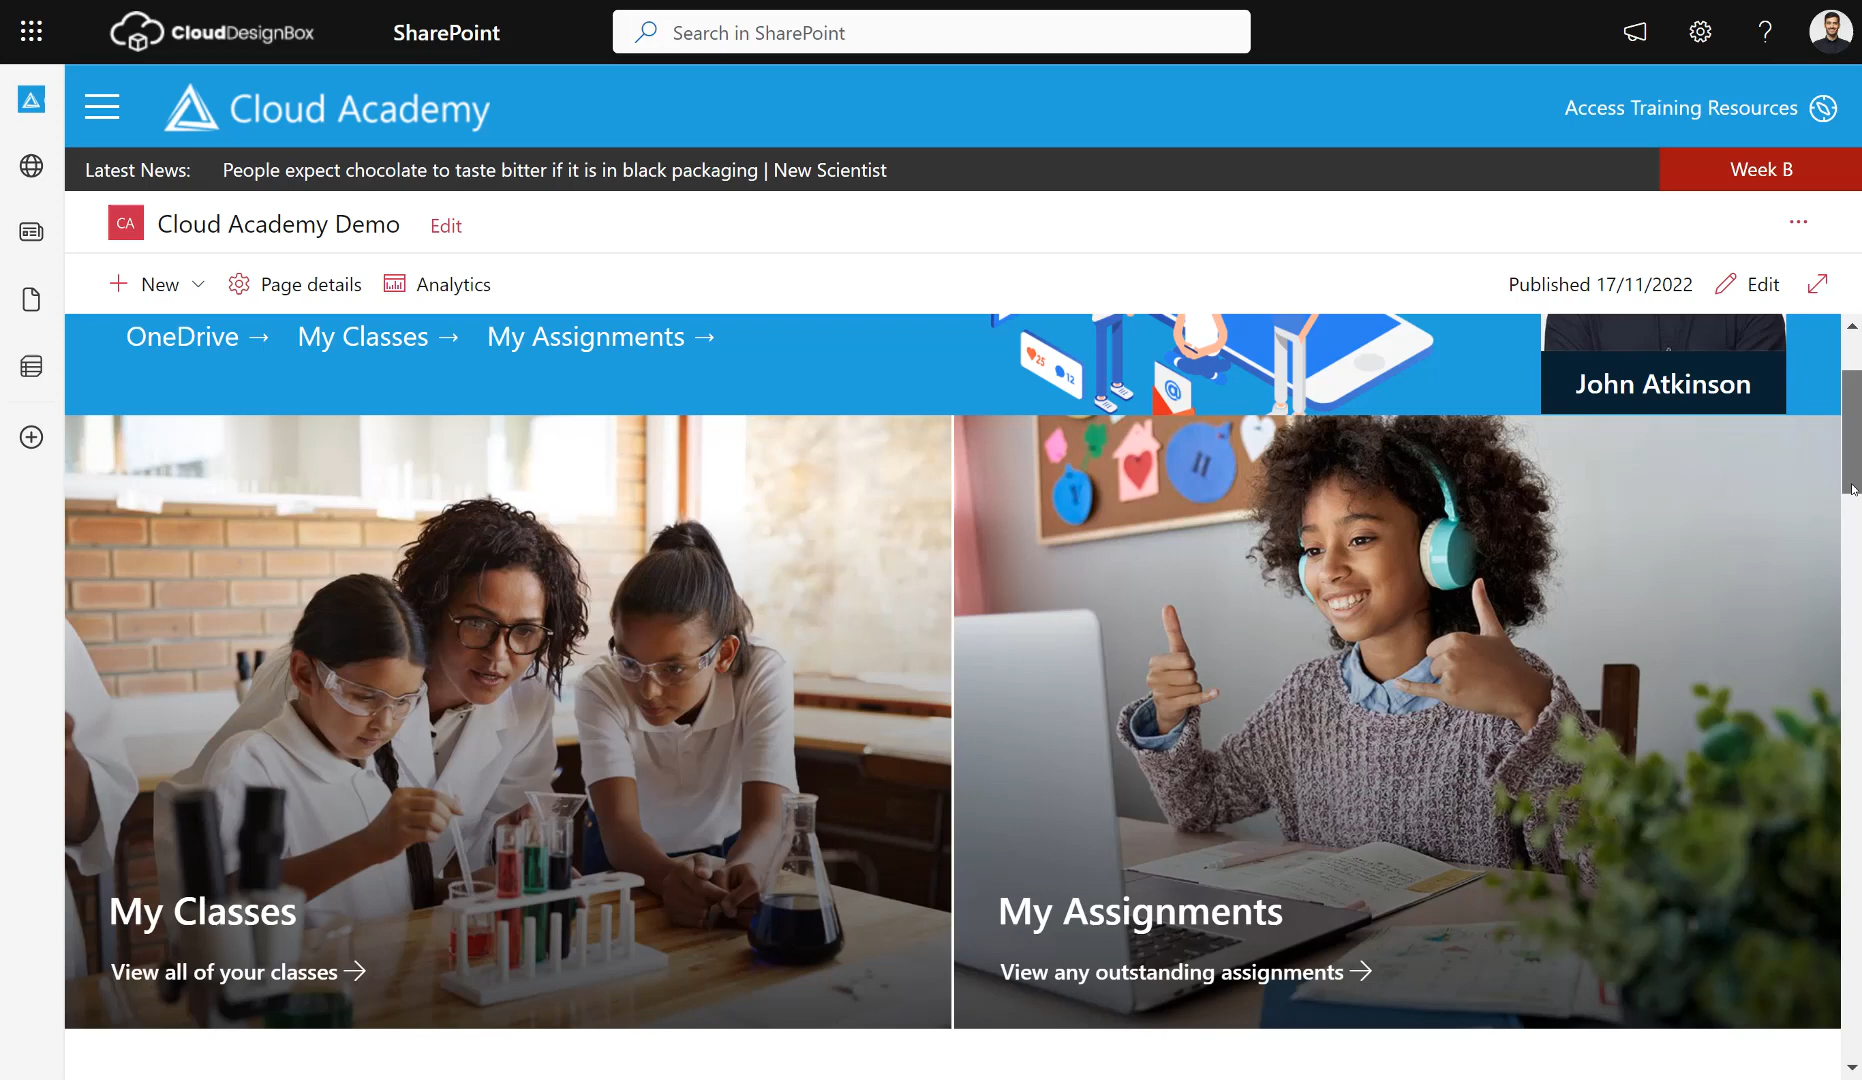 CloudDesignBox
SharePoint
Search in SharePoint
Cloud Academy
Access Training Resources
Latest News: People expect chocolate to taste bitter if it is in black packaging | New Scientist
Week B
CA Cloud Academy Demo Edit
New Page details Analytics
Published 17/11/2022 Edit
OneDrive → My Classes → My Assignments →
25
12
John Atkinson
My Classes
View all of your classes →
My Assignments
View any outstanding assignments →